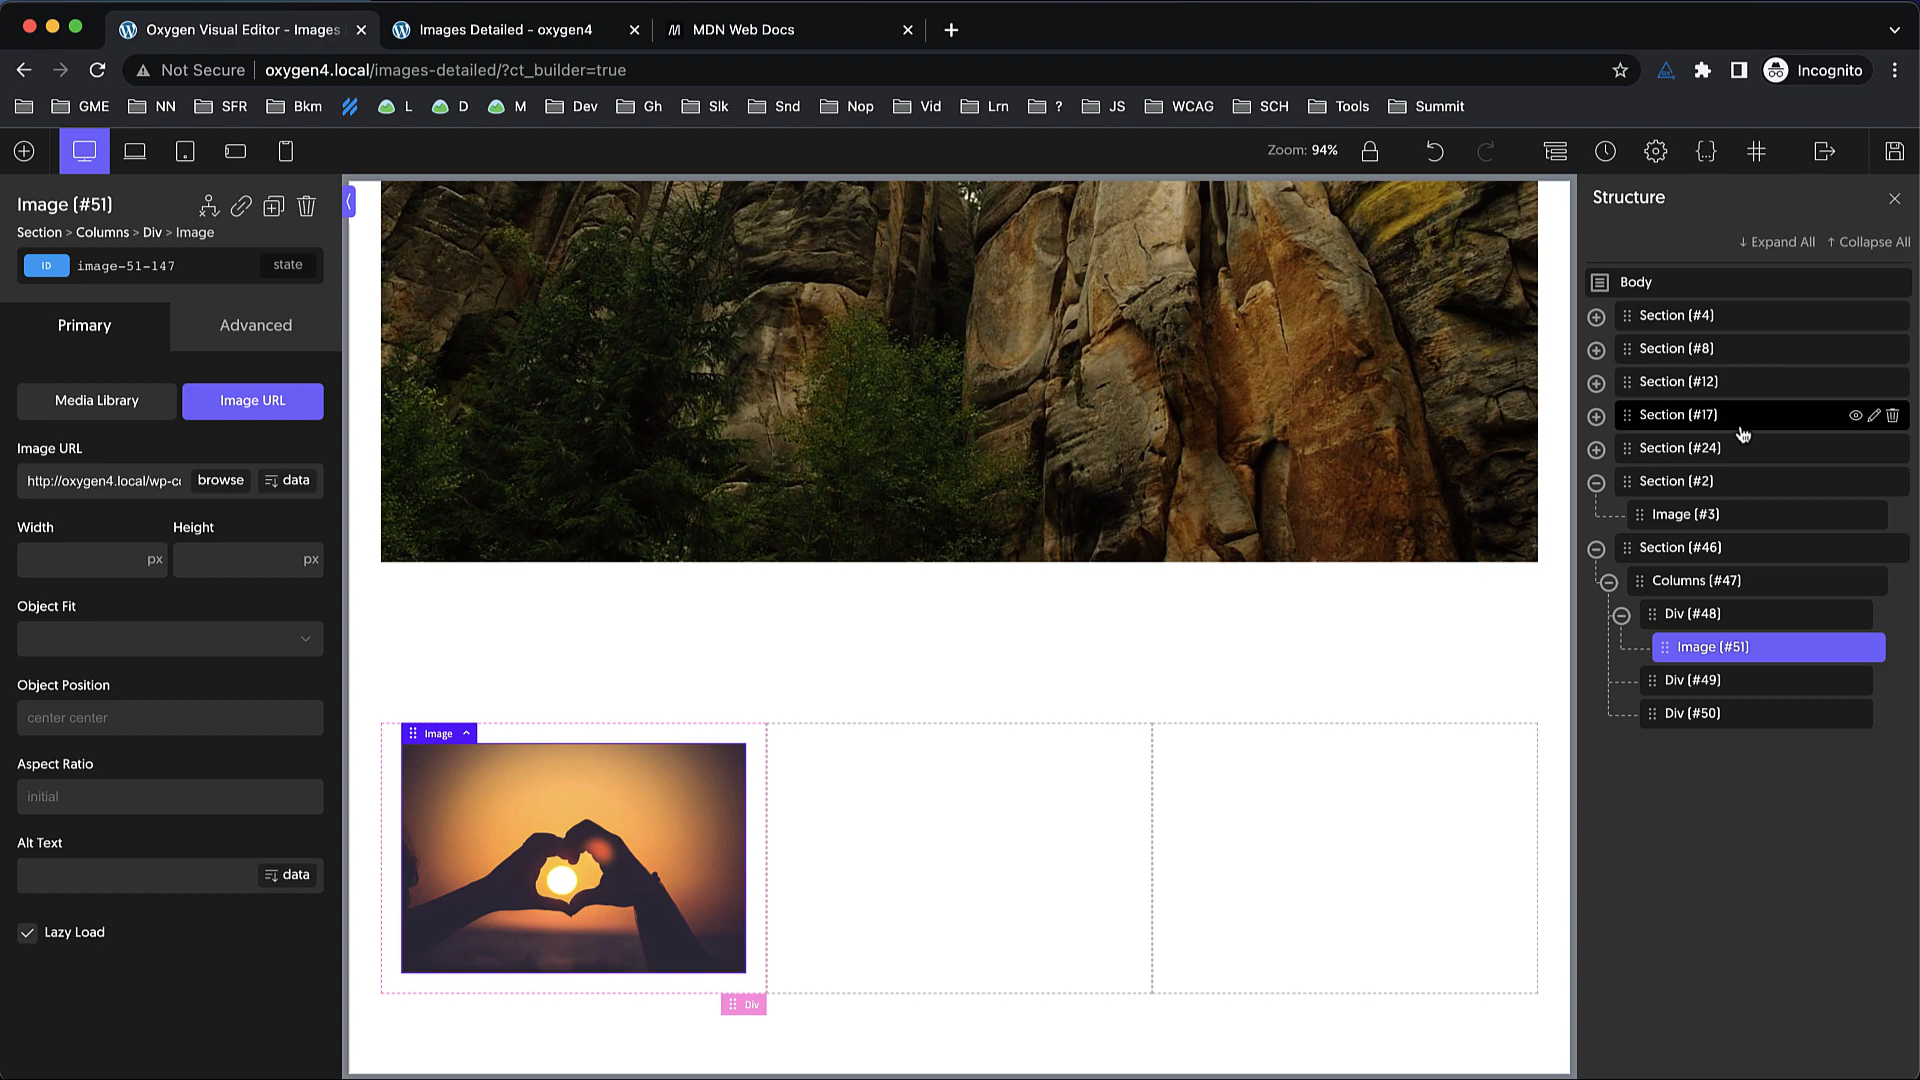 Oxygen Visual Editor - Images
Images Detailed - oxygen4
MDN Web Docs
Not Secure
oxygen4.local/images-detailed/?ct_builder=true
Incognito
GME
NN
SFR
Bkm
L
D
M
Dev
Gh
Slk
Snd
Nop
Vid
Lrn
?
JS
WCAG
SCH
Tools
Summit
Zoom: 94%
Image (#51)
Section > Columns > Div > Image
ID
image-51-147
state
Primary
Advanced
Media Library
Image URL
Image URL
http://oxygen4.local/wp-c
browse
data
Width
Height
px
px
Object Fit
Object Position
center center
Aspect Ratio
initial
Alt Text
data
Lazy Load
Image
Div
Structure
↓ Expand All
↑ Collapse All
Body
Section (#4)
Section (#8)
Section (#12)
Section (#17)
Section (#24)
Section (#2)
Image (#3)
Section (#46)
Columns (#47)
Div (#48)
Image (#51)
Div (#49)
Div (#50)